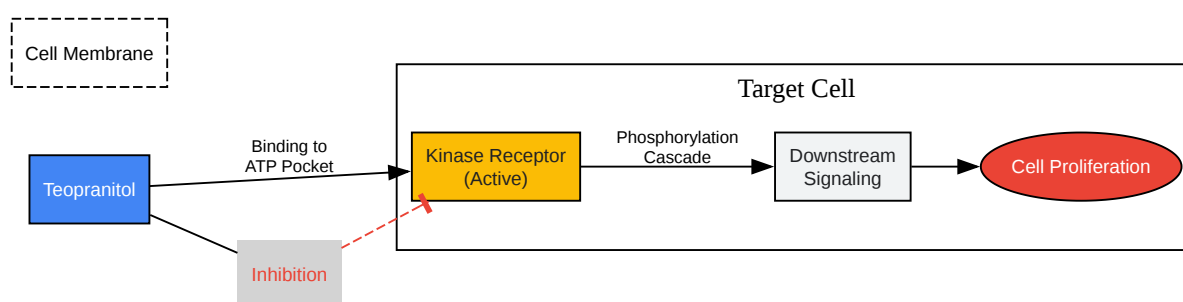 Cell Membrane
Target Cell
Teopranitol
Binding to
ATP Pocket
Kinase Receptor
(Active)
Phosphorylation
Cascade
Downstream
Signaling
Cell Proliferation
Inhibition